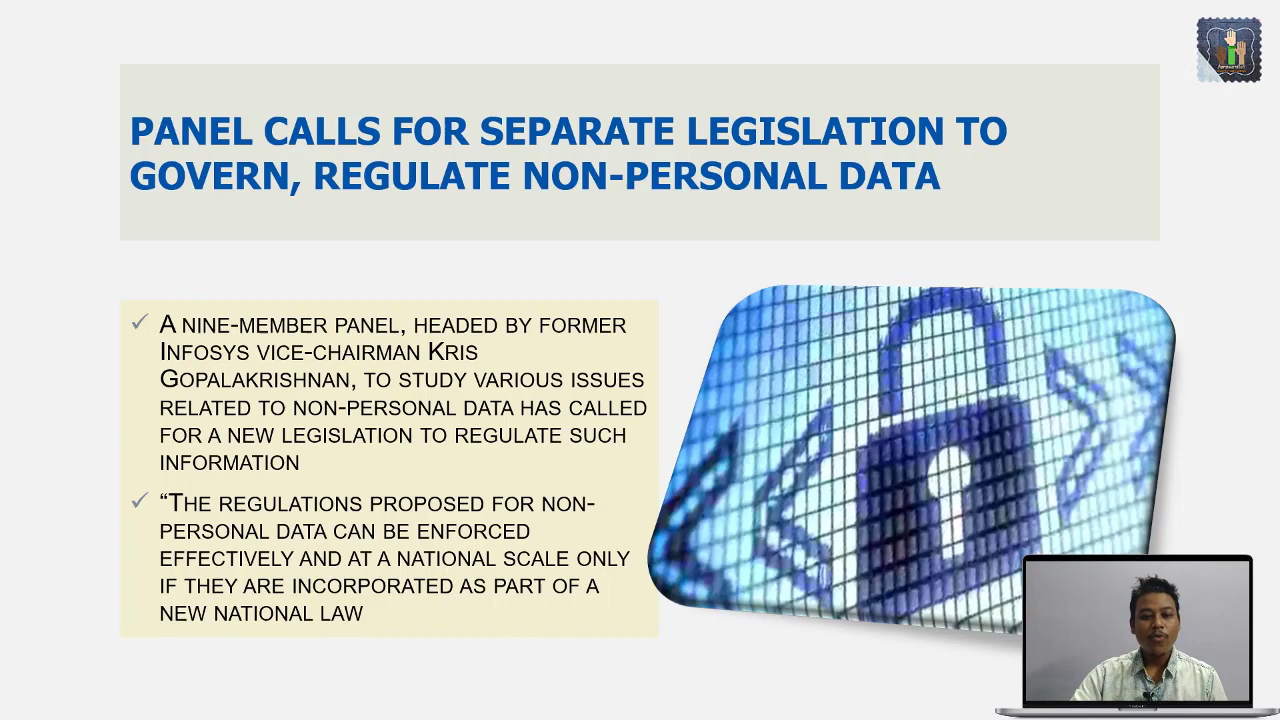 PANEL CALLS FOR SEPARATE LEGISLATION TO
GOVERN, REGULATE NON-PERSONAL DATA
A NINE-MEMBER PANEL, HEADED BY FORMER
INFOSYS VICE-CHAIRMAN KRIS
GOPALAKRISHNAN, TO STUDY VARIOUS ISSUES
RELATED TO NON-PERSONAL DATA HAS CALLED
FOR A NEW LEGISLATION TO REGULATE SUCH
INFORMATION
“THE REGULATIONS PROPOSED FOR NON-
PERSONAL DATA CAN BE ENFORCED
EFFECTIVELY AND AT A NATIONAL SCALE ONLY
IF THEY ARE INCORPORATED AS PART OF A
NEW NATIONAL LAW